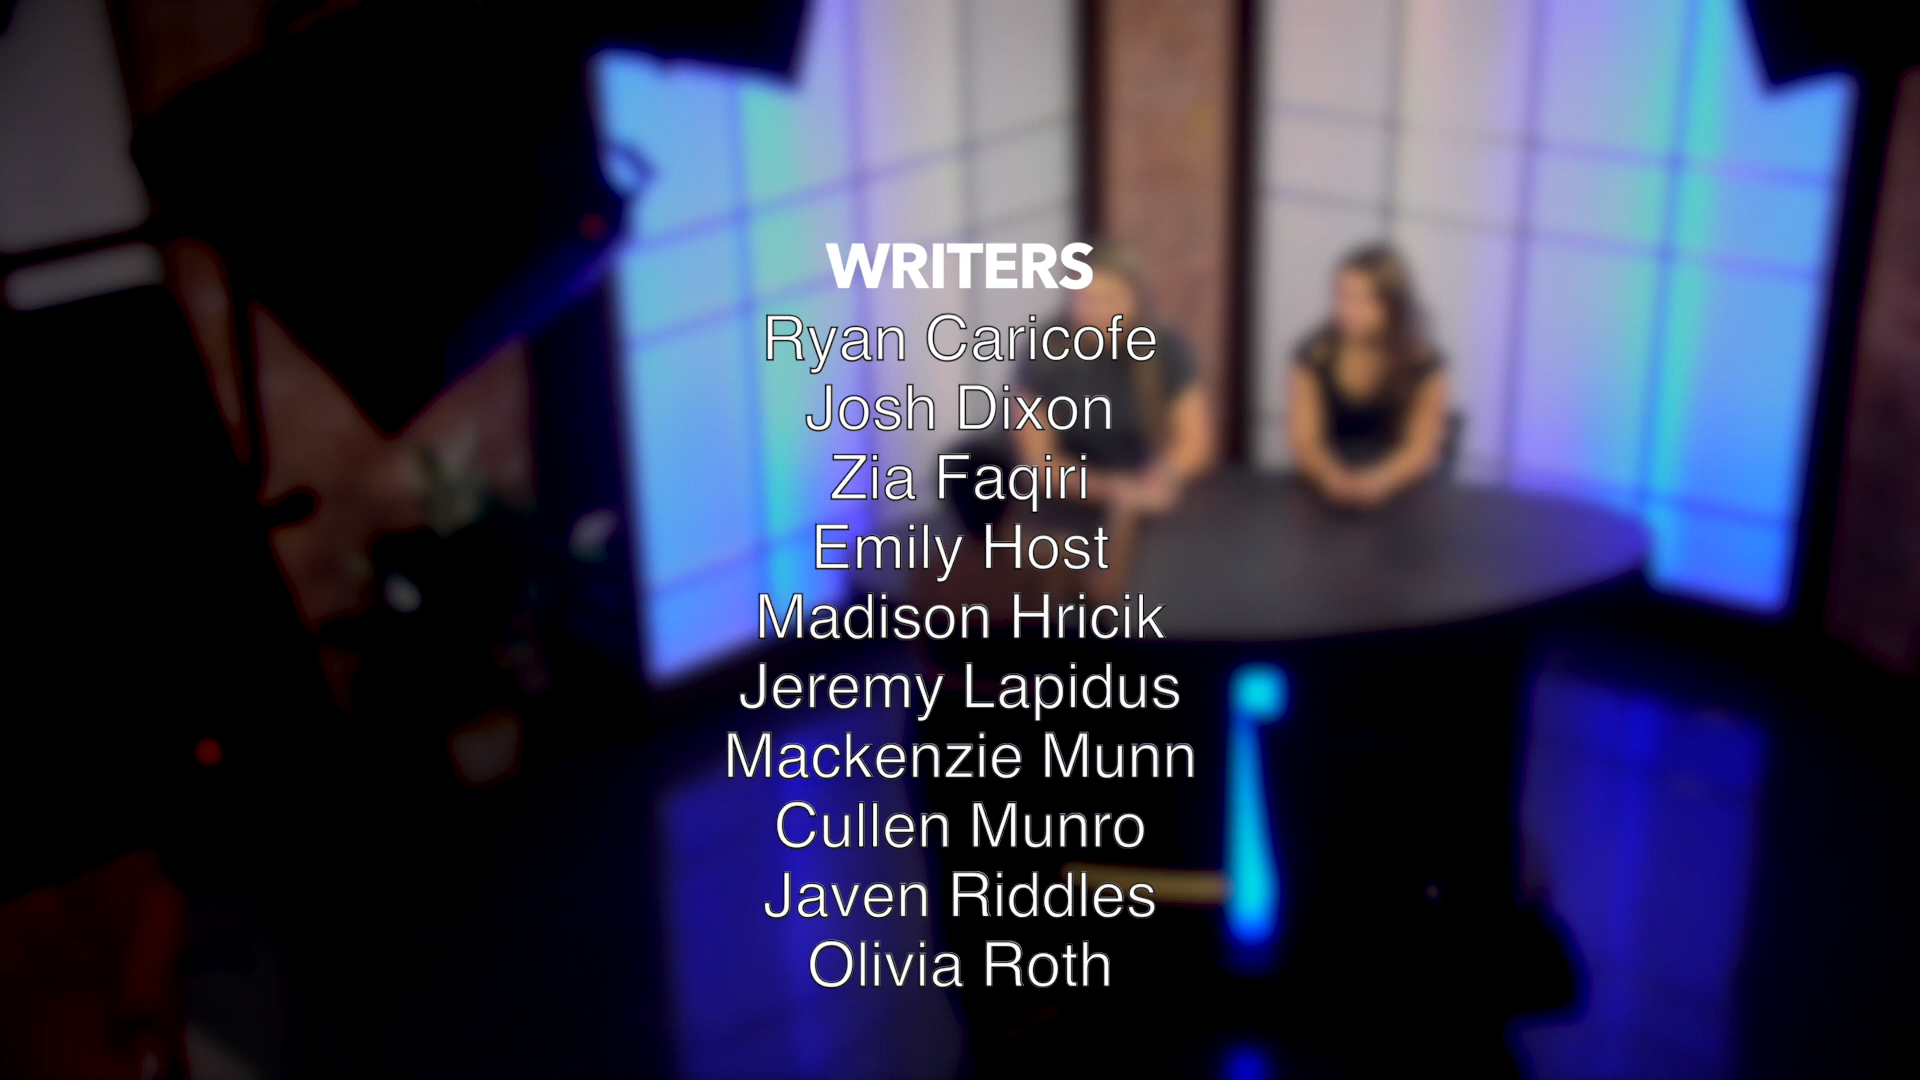 WRITERS
Ryan Caricofe
Josh Dixon
Zia Faqiri
Emily Host
Madison Hricik
Jeremy Lapidus
Mackenzie Munn
Cullen Munro
Javen Riddles
Olivia Roth